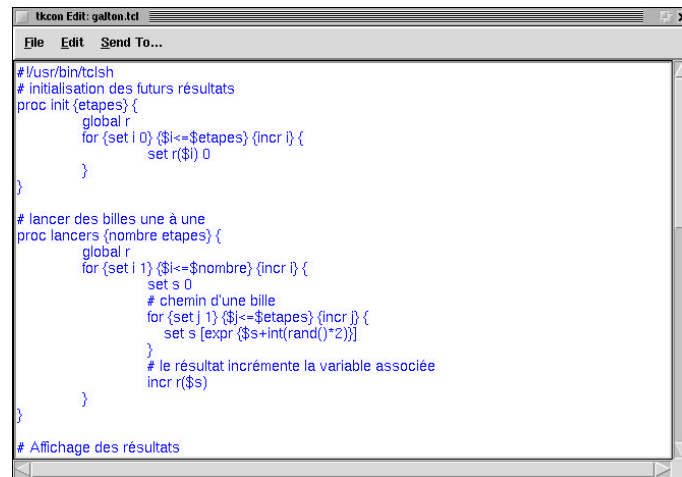 tkcon Edit: galton.tcl
File Edit Send To...
#!/usr/bin/tclsh
# initialisation des futurs résultats
proc init {etapes} {
global r
for {set i 0} {$i<=$etapes} {incr i} {
set r($i) 0
}
}
# lancer des billes une à une
proc lancers {nombre etapes} {
global r
for {set i 1} {$i<=$nombre} {incr i} {
set s 0
# chemin d'une bille
for {set j 1} {$j<=$etapes} {incr j} {
set s [expr {$s+int(rand()*2)}]
}
# le résultat incrémente la variable associée
incr r($s)
}
}
# Affichage des résultats